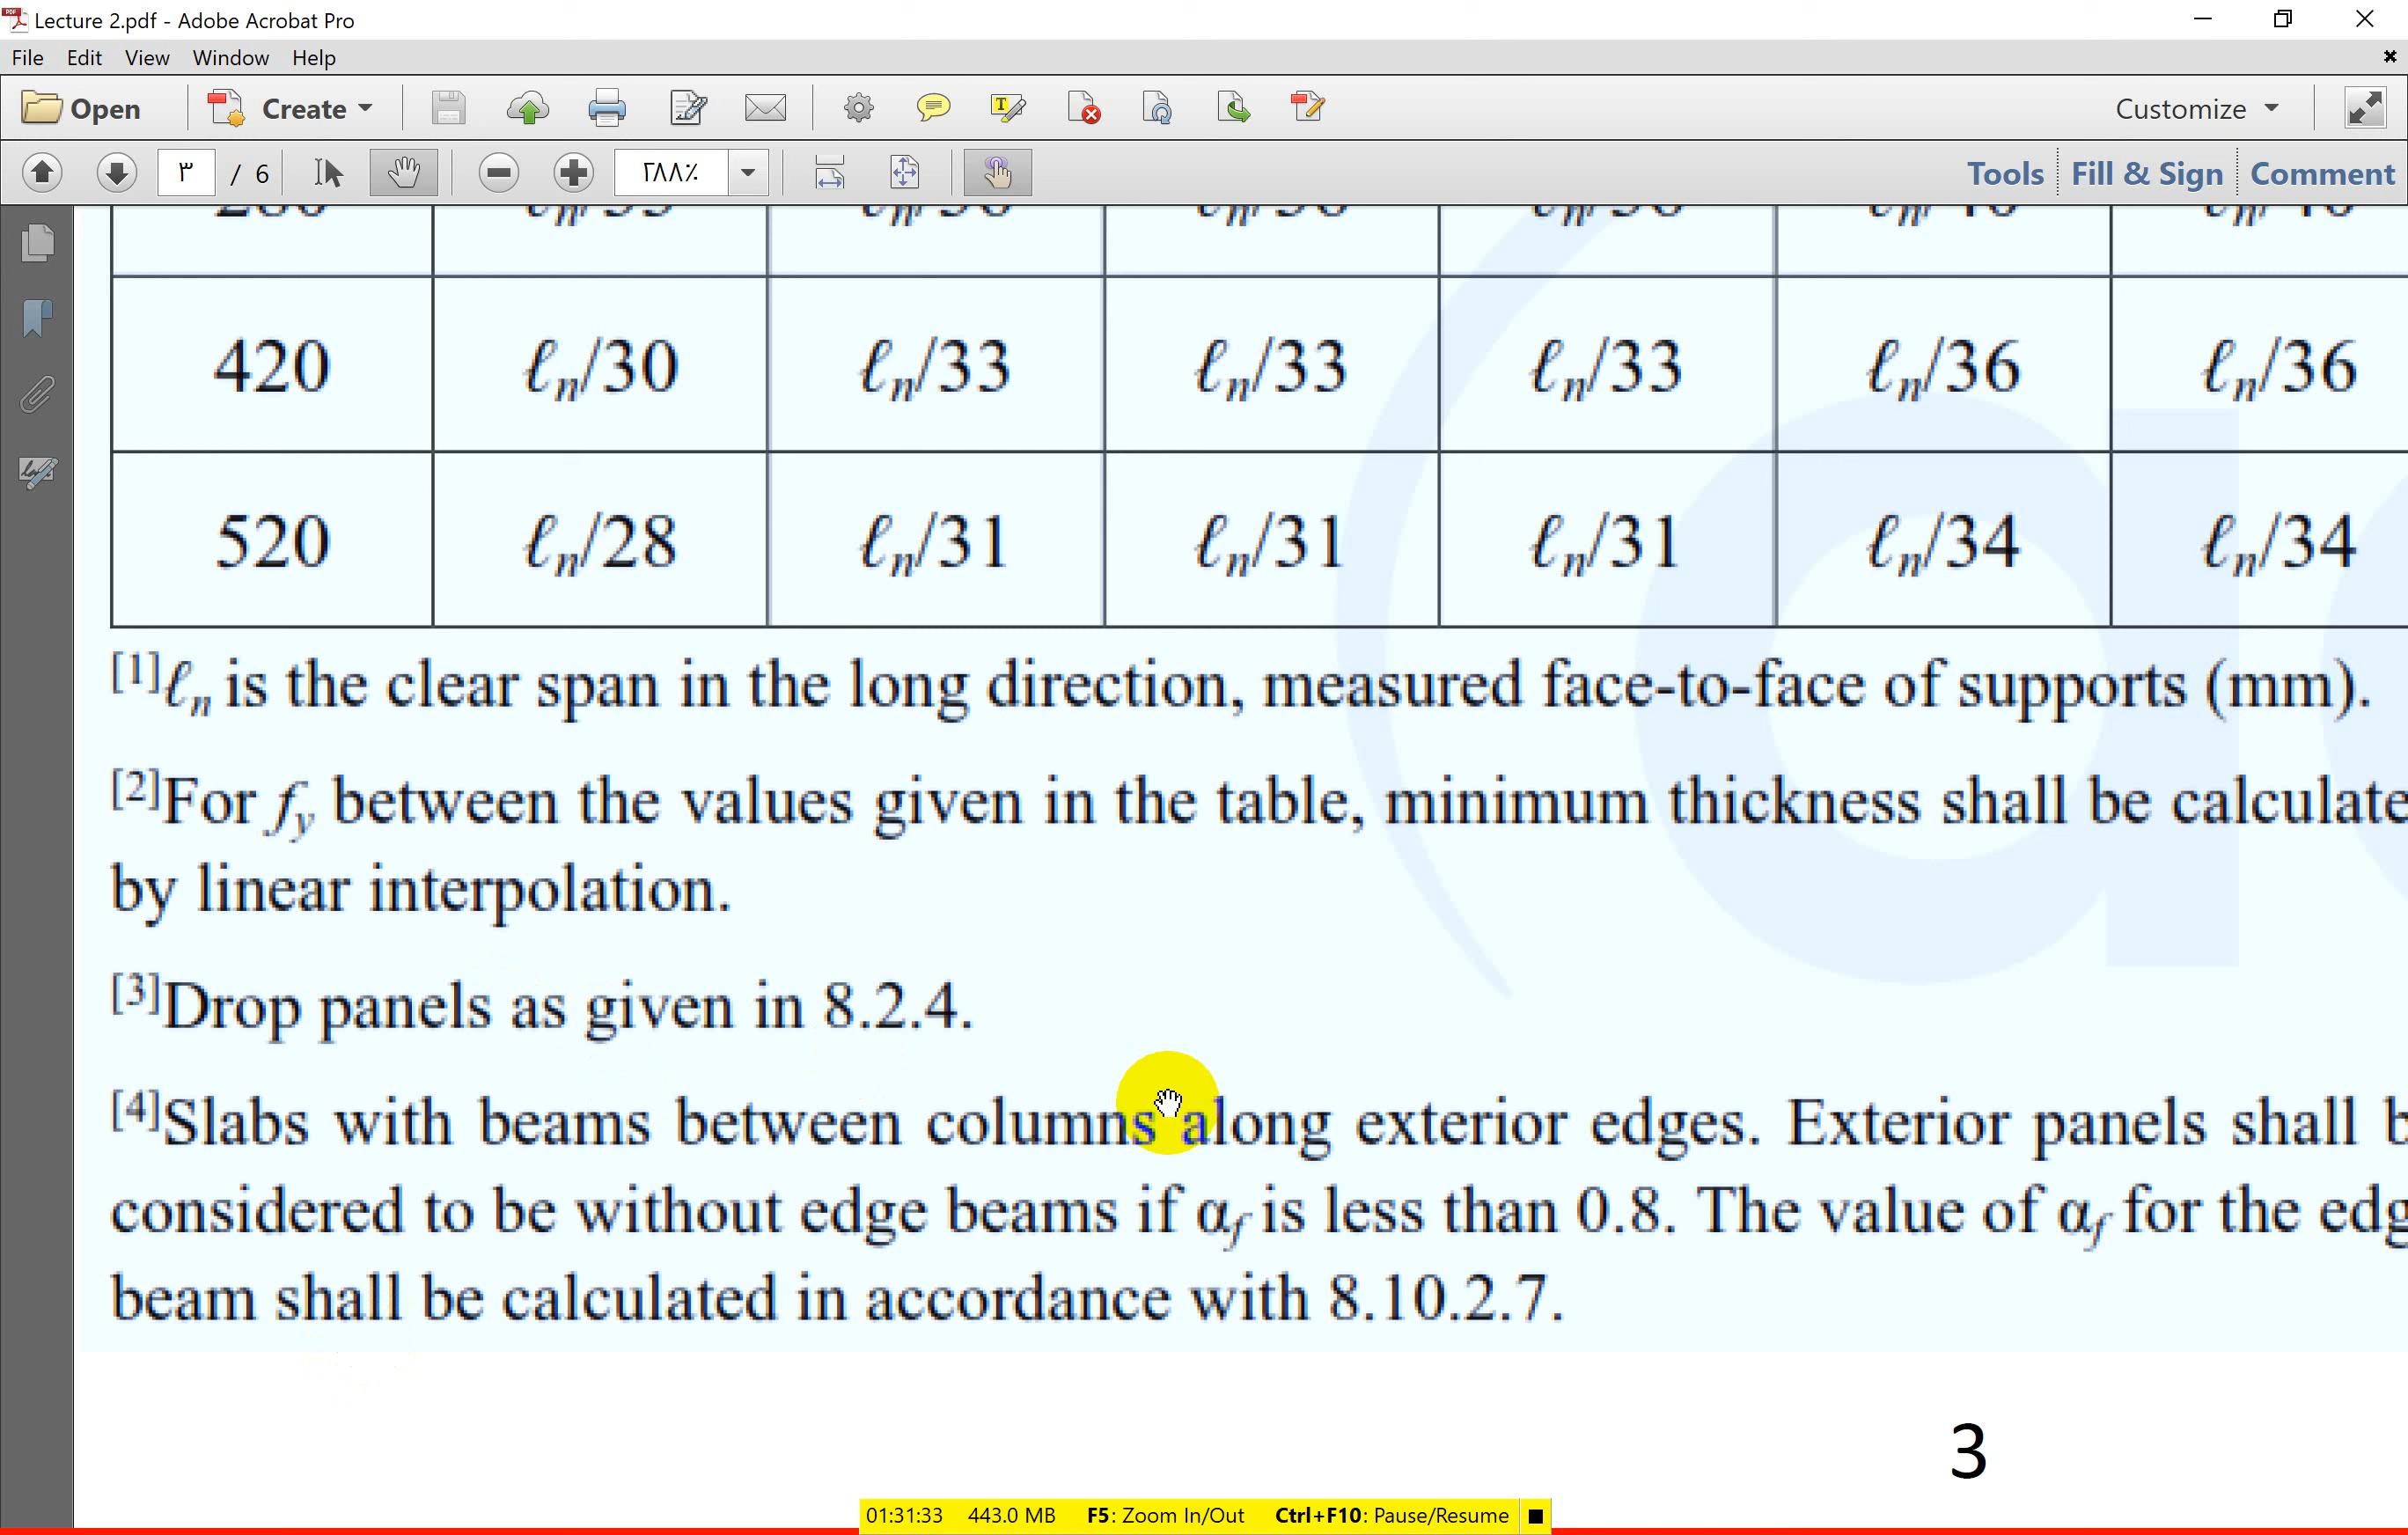 Lecture 2.pdf - Adobe Acrobat Pro
File Edit View Window Help
Open Create Customize
٣ / 6 ٢٨٨٪ Tools Fill & Sign Comment
420 ℓn/30 ℓn/33 ℓn/33 ℓn/33 ℓn/36 ℓn/36
520 ℓn/28 ℓn/31 ℓn/31 ℓn/31 ℓn/34 ℓn/34
[1]ℓn is the clear span in the long direction, measured face-to-face of supports (mm).
[2]For fy between the values given in the table, minimum thickness shall be calculate
by linear interpolation.
[3]Drop panels as given in 8.2.4.
[4]Slabs with beams between columns along exterior edges. Exterior panels shall b
considered to be without edge beams if αf is less than 0.8. The value of αf for the edg
beam shall be calculated in accordance with 8.10.2.7.
3
01:31:33 443.0 MB F5: Zoom In/Out Ctrl+F10: Pause/Resume